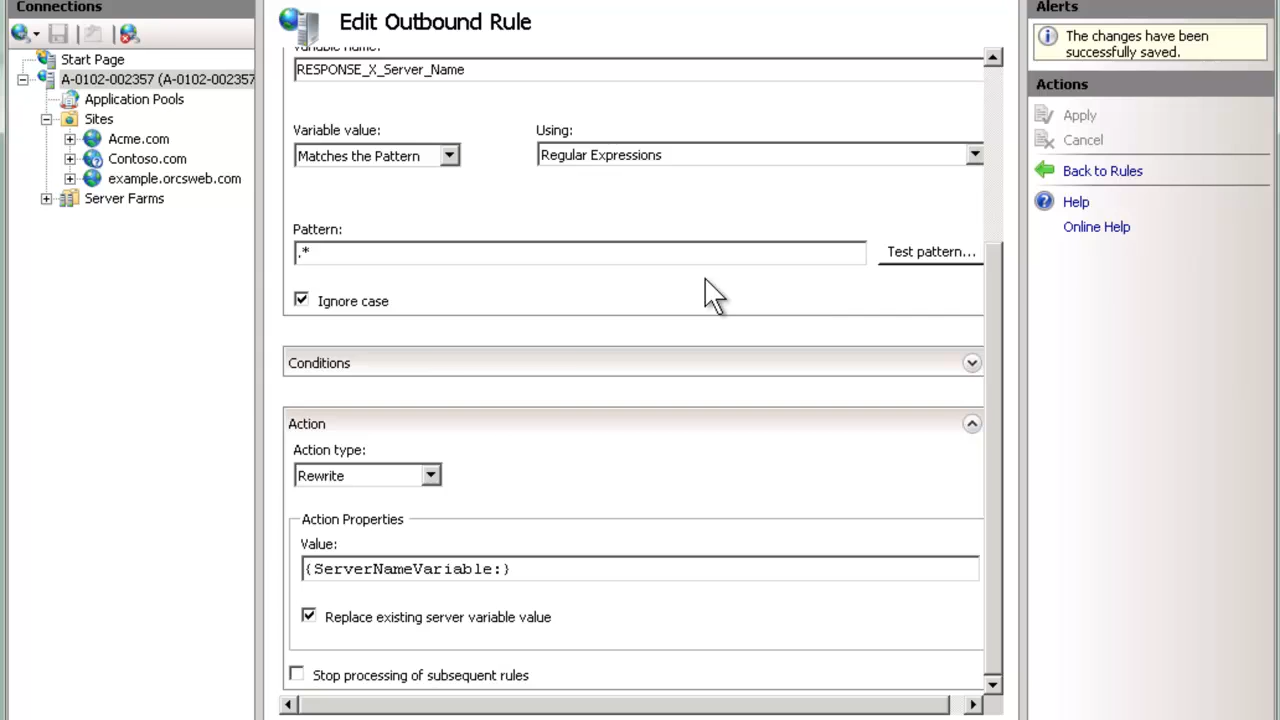 Connections
Start Page
A-0102-002357 (A-0102-002357
Application Pools
Sites
Acme.com
Contoso.com
example.orcsweb.com
Server Farms
Edit Outbound Rule
Variable name:
RESPONSE_X_Server_Name
Variable value:
Using:
Matches the Pattern
Regular Expressions
Pattern:
.*
Test pattern...
Ignore case
Conditions
Action
Action type:
Rewrite
Action Properties
Value:
{ServerNameVariable:}
Replace existing server variable value
Stop processing of subsequent rules
Alerts
The changes have been
successfully saved.
Actions
Apply
Cancel
Back to Rules
Help
Online Help